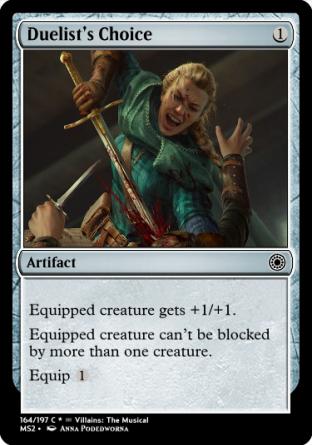 Duelist's Choice 1
Artifact
Equipped creature gets +1/+1.
Equipped creature can't be blocked
by more than one creature.
Equip 1
164/197 C * = Villains: The Musical
MS2 • Anna Podedworna